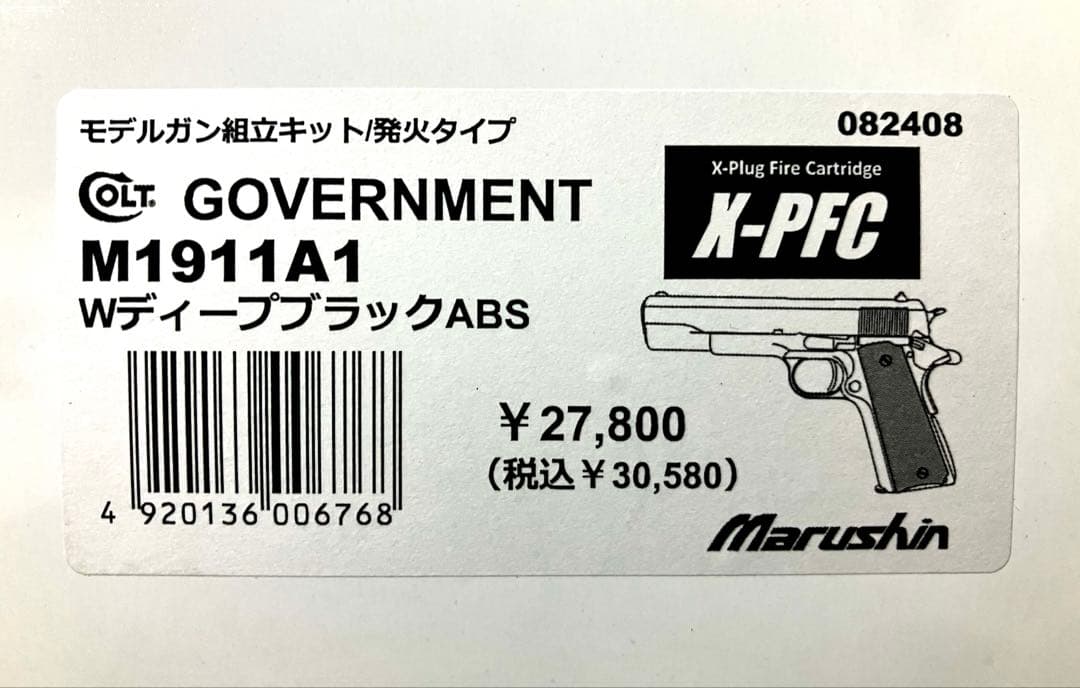 モデルガン組立キット/発火タイプ
082408
X-Plug Fire Cartridge
X-PFC
COLT. GOVERNMENT
M1911A1
WディープブラックABS
￥27,800
(税込￥30,580)
4 920136 006768
Marushin